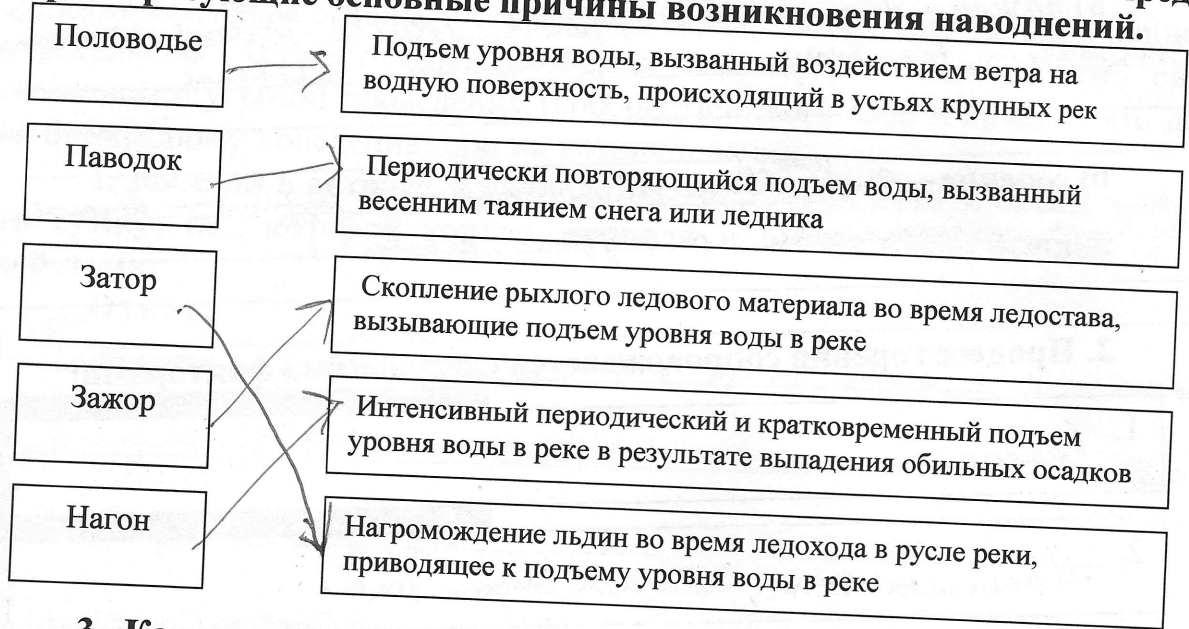 основные причины возникновения наводнений.
Половодье
Подъем уровня воды, вызванный воздействием ветра на
водную поверхность, происходящий в устьях крупных рек
Паводок
Периодически повторяющийся подъем воды, вызванный
весенним таянием снега или ледника
Затор
Скопление рыхлого ледового материала во время ледостава,
вызывающие подъем уровня воды в реке
Зажор
Интенсивный периодический и кратковременный подъем
уровня воды в реке в результате выпадения обильных осадков
Нагон
Нагромождение льдин во время ледохода в русле реки,
приводящее к подъему уровня воды в реке